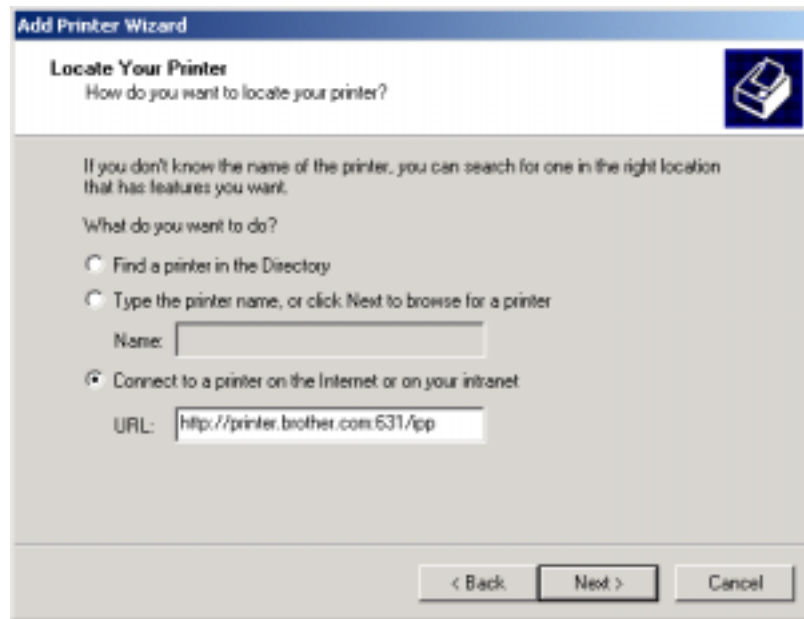 Add Printer Wizard
Locate Your Printer
How do you want to locate your printer?
If you don't know the name of the printer, you can search for one in the right location
that has features you want.
What do you want to do?
Find a printer in the Directory
Type the printer name, or click Next to browse for a printer
Name:
Connect to a printer on the Internet or on your intranet
URL: http://printer.brother.com:631/ipp
< Back Next > Cancel